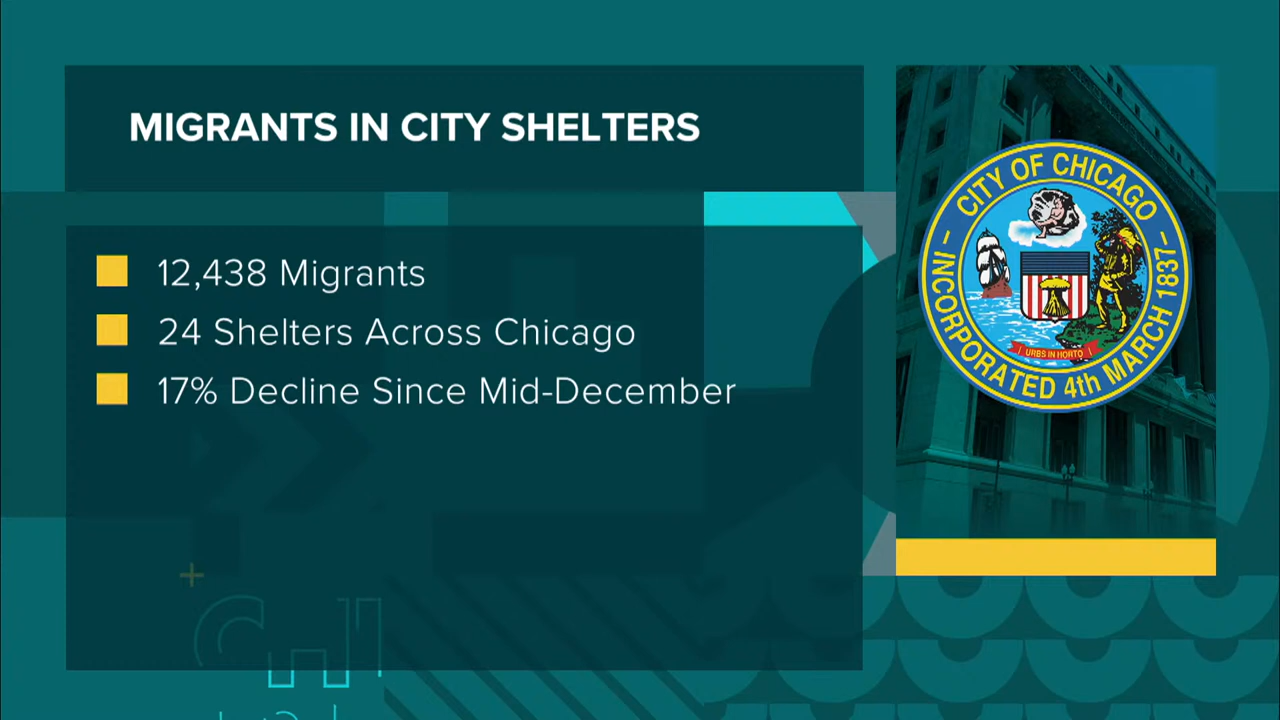 MIGRANTS IN CITY SHELTERS
12,438 Migrants
24 Shelters Across Chicago
17% Decline Since Mid-December
CITY OF CHICAGO
INCORPORATED 4th MARCH 1837
URBS IN HORTO
CHI